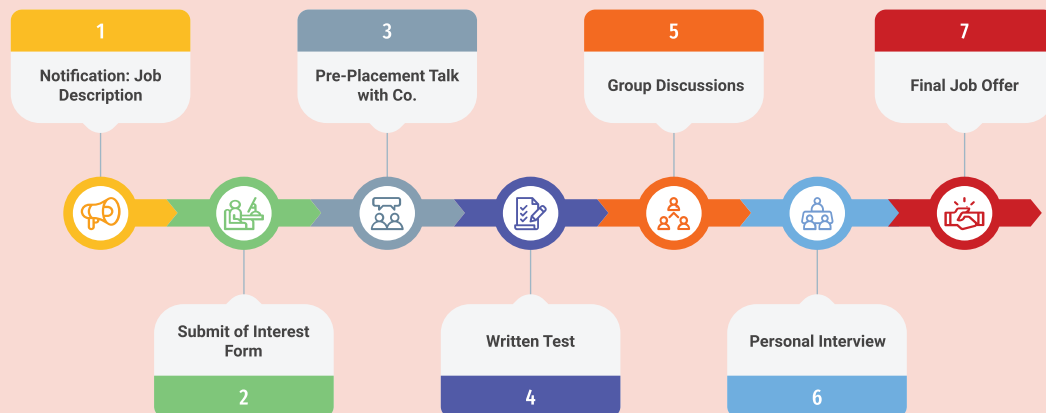 1
Notification: Job
Description
Submit of Interest
Form
2
3
Pre-Placement Talk
with Co.
Written Test
4
5
Group Discussions
Personal Interview
6
7
Final Job Offer